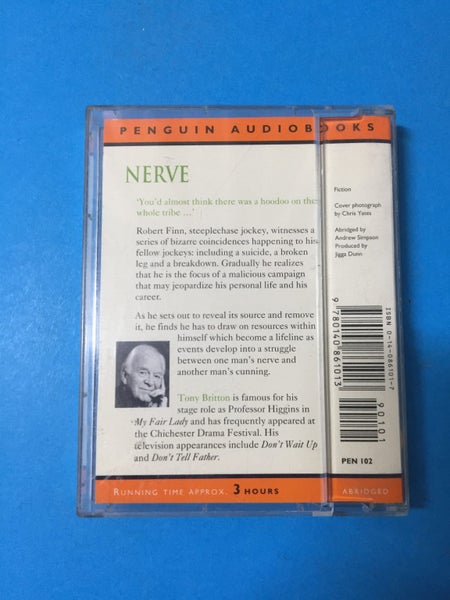 PENGUIN AUDIOBOOKS
NERVE
'You'd almost think there was a hoodoo on the
whole tribe ...'
Robert Finn, steeplechase jockey, witnesses a
series of bizarre coincidences happening to his
fellow jockeys: including a suicide, a broken
leg and a breakdown. Gradually he realizes
that he is the focus of a malicious campaign
that may jeopardize his personal life and his
career.
As he sets out to reveal its source and remove
it, he finds he has to draw on resources within
himself which become a lifeline as
events develop into a struggle
between one man's nerve and
another man's cunning.
Tony Britton is famous for his
stage role as Professor Higgins in
My Fair Lady and has frequently appeared at
the Chichester Drama Festival. His
television appearances include Don't Wait Up
and Don't Tell Father.
RUNNING TIME APPROX. 3 HOURS
Fiction
Cover photograph
by Chris Yates
Abridged by
Andrew Simpson
Produced by
Jigga Dunn
ISBN 0-14-086101-7
9 780140 861013
90101
PEN 102
ABRIDGED